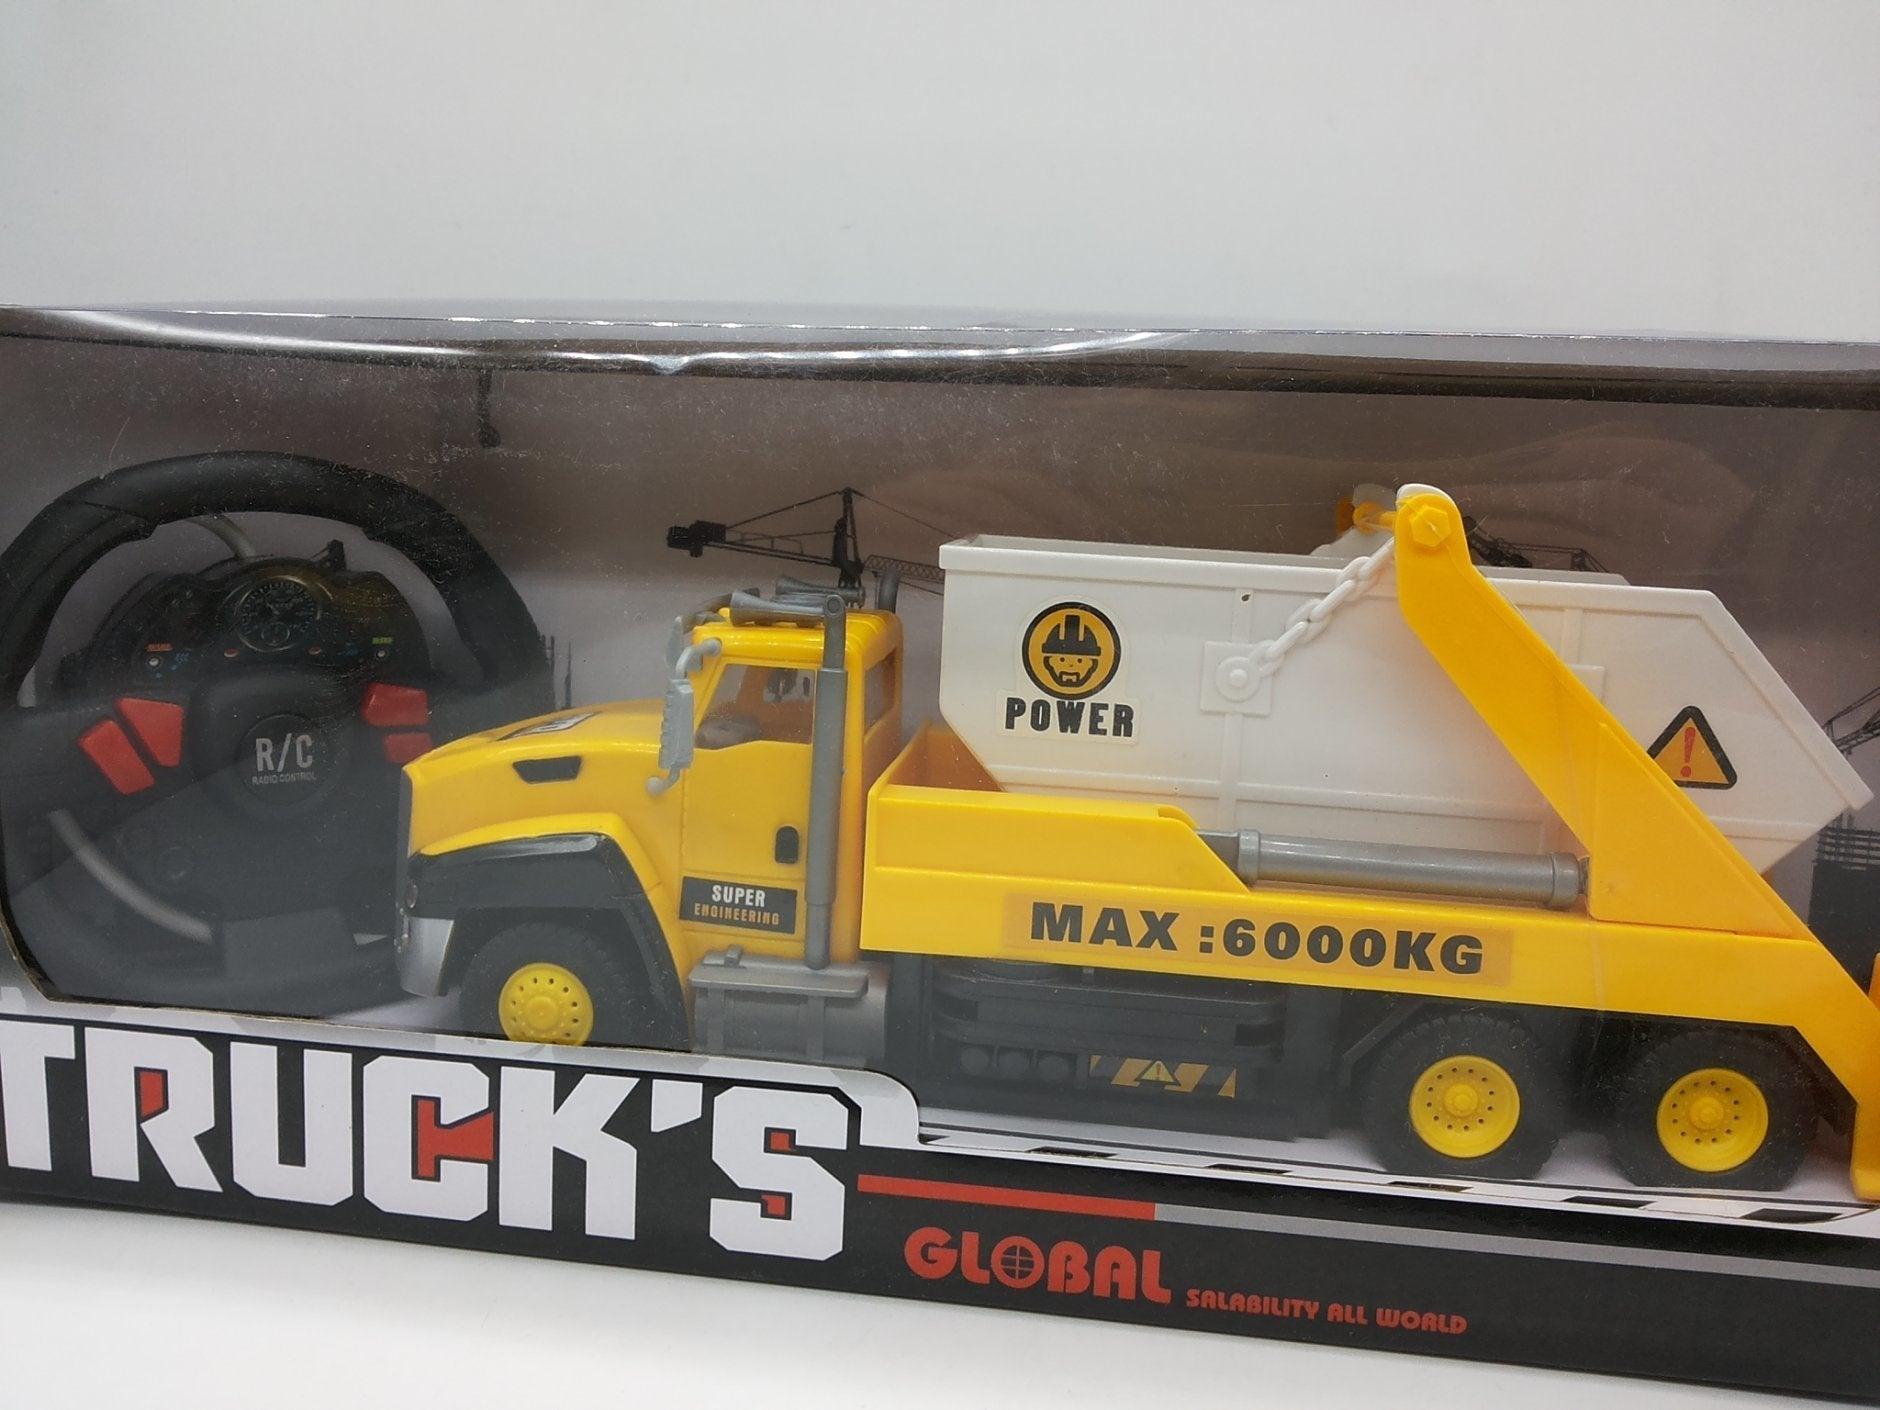 POWER
R/C
RADIO CONTROL
SUPER
ENGINEERING
MAX :6000KG
TRUCK'S
GLOBAL
SALABILITY ALL WORLD